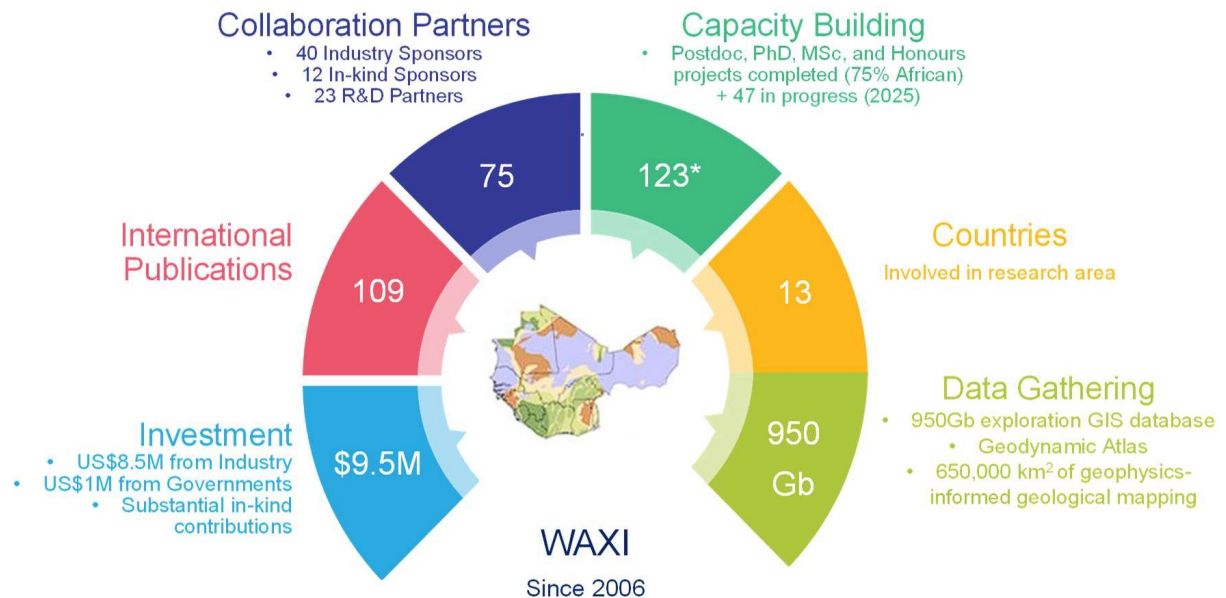 Collaboration Partners
• 40 Industry Sponsors
• 12 In-kind Sponsors
• 23 R&D Partners
Capacity Building
• Postdoc, PhD, MSc, and Honours
projects completed (75% African)
+ 47 in progress (2025)
75
123*
International
Publications
109
Countries
Involved in research area
13
Investment
• US$8.5M from Industry
• US$1M from Governments
• Substantial in-kind
contributions
$9.5M
950
Gb
Data Gathering
• 950Gb exploration GIS database
• Geodynamic Atlas
• 650,000 km² of geophysics-
informed geological mapping
WAXI
Since 2006